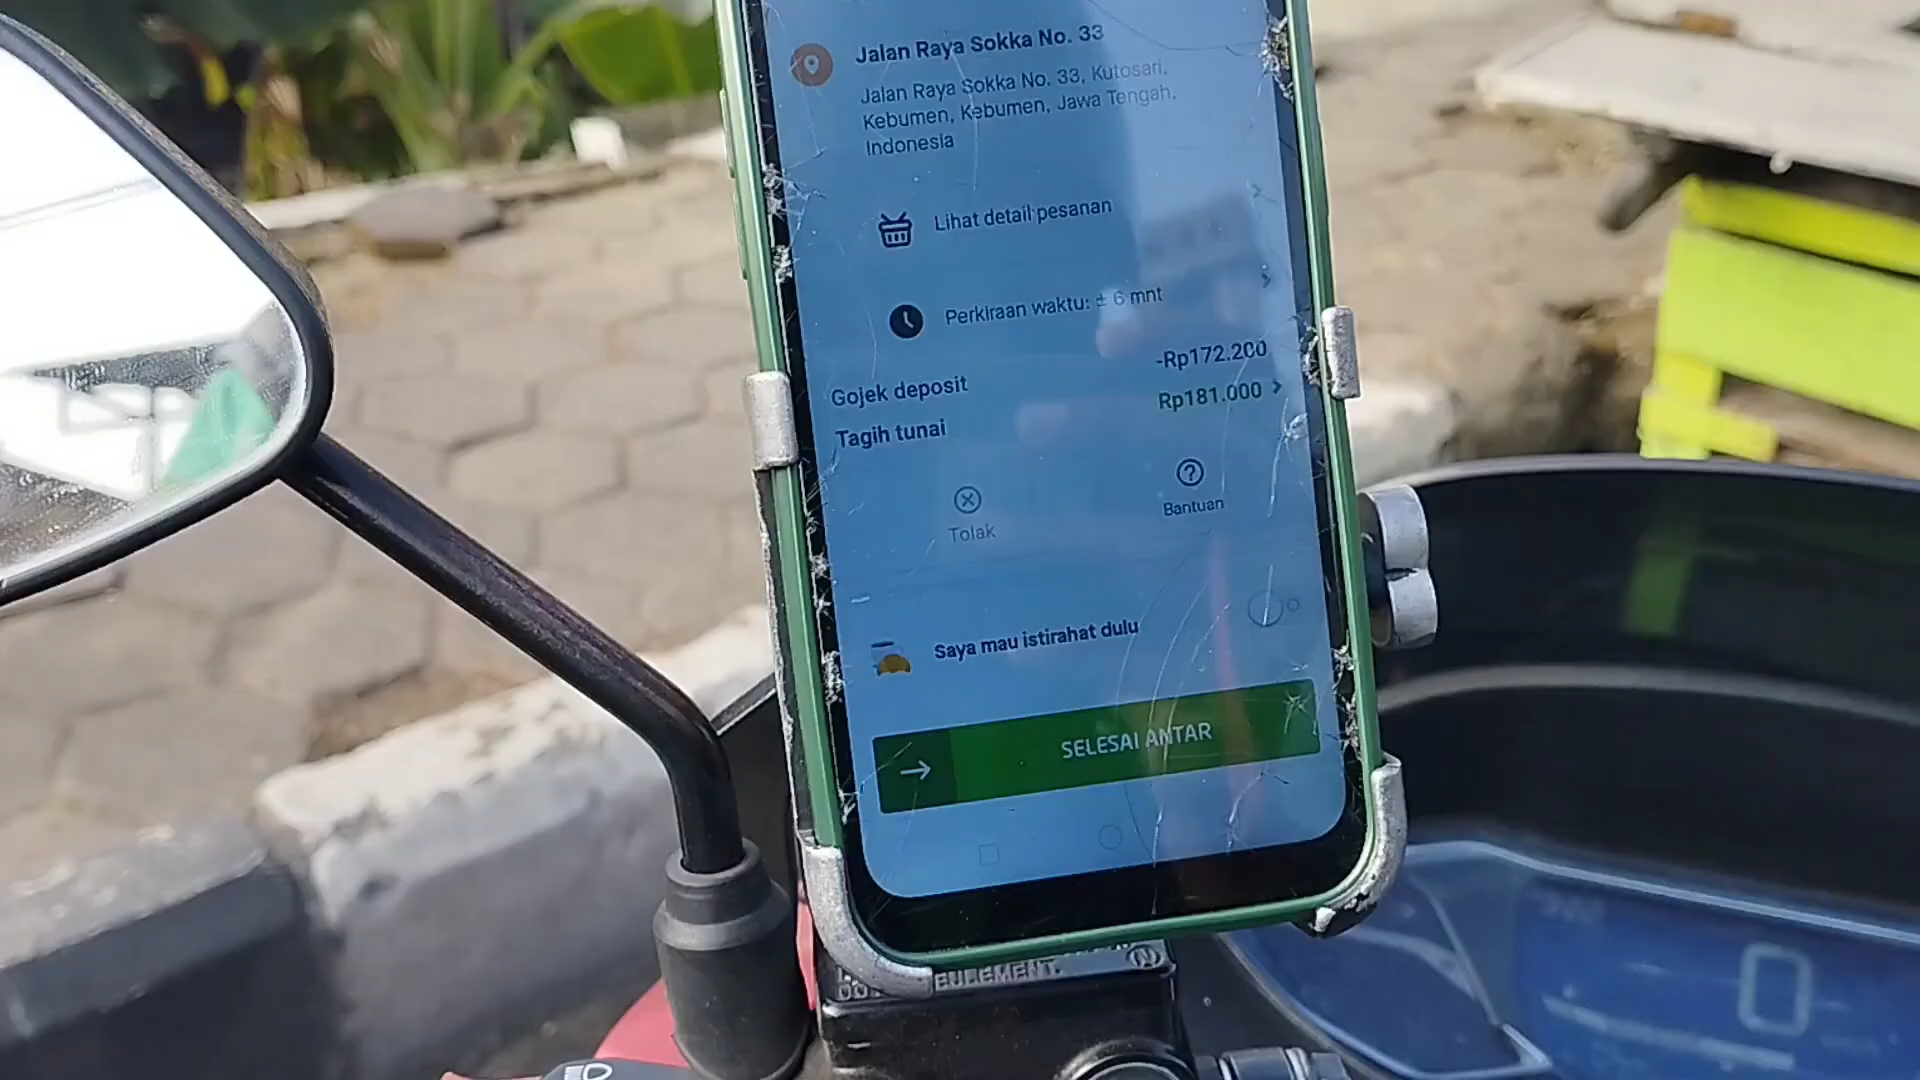 Jalan Raya Sokka No. 33
Jalan Raya Sokka No. 33, Kutosari,
Kebumen, Kebumen, Jawa Tengah,
Indonesia
Lihat detail pesanan
Perkiraan waktu: ± 6 mnt
Gojek deposit
-Rp172.200
Tagih tunai
Rp181.000
Tolak
Bantuan
Saya mau istirahat dulu
SELESAI ANTAR
EULEMENT.
0